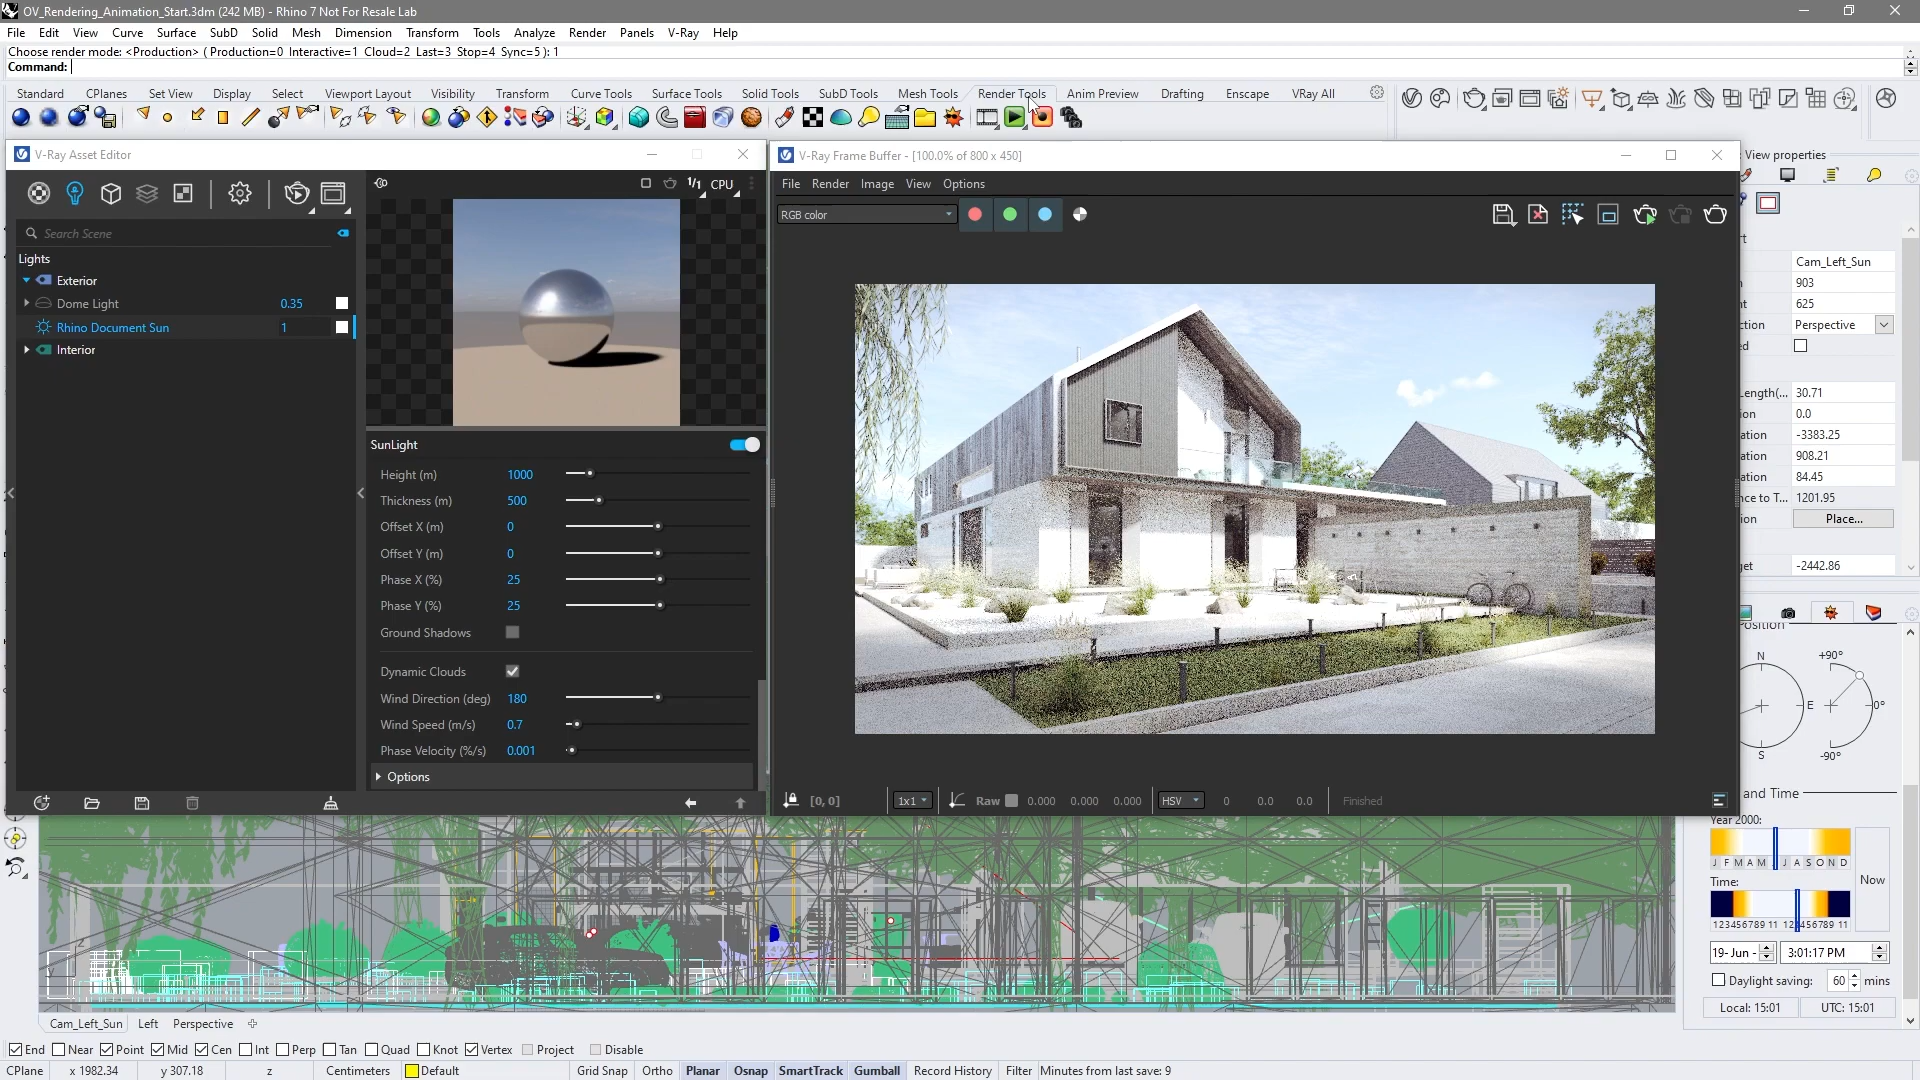 OV_Rendering_Animation_Start.3dm (242 MB) - Rhino 7 Not For Resale Lab
File Edit View Curve Surface SubD Solid Mesh Dimension Transform Tools Analyze Render Panels V-Ray Help
Choose render mode: <Production> ( Production=0 Interactive=1 Cloud=2 Last=3 Stop=4 Sync=5 ): 1
Command:
Standard CPlanes Set View Display Select Viewport Layout Visibility Transform Curve Tools Surface Tools Solid Tools SubD Tools Mesh Tools Render Tools Anim Preview Drafting Enscape VRay All
V-Ray Asset Editor
1/1 CPU
Search Scene
Lights
Exterior
Dome Light 0.35
Rhino Document Sun 1
Interior
SunLight
Height (m) 1000
Thickness (m) 500
Offset X (m) 0
Offset Y (m) 0
Phase X (%) 25
Phase Y (%) 25
Ground Shadows
Dynamic Clouds
Wind Direction (deg) 180
Wind Speed (m/s) 0.7
Phase Velocity (%/s) 0.001
Options
V-Ray Frame Buffer - [100.0% of 800 x 450]
File Render Image View Options
RGB color
[0, 0] 1x1 Raw 0.000 0.000 0.000 HSV 0 0.0 0.0 Finished
View properties
Cam_Left_Sun
903
625
Perspective
30.71
0.0
-3383.25
908.21
84.45
1201.95
Place...
-2442.86
N
E
S
+90°
0°
-90°
and Time
Year 2000:
J F M A M J J A S O N D
Time:
Now
19- Jun - 3:01:17 PM
Daylight saving: 60 mins
Local: 15:01 UTC: 15:01
Cam_Left_Sun Left Perspective
End Near Point Mid Cen Int Perp Tan Quad Knot Vertex Project Disable
CPlane x 1982.34 y 307.18 z Centimeters Default Grid Snap Ortho Planar Osnap SmartTrack Gumball Record History Filter Minutes from last save: 9